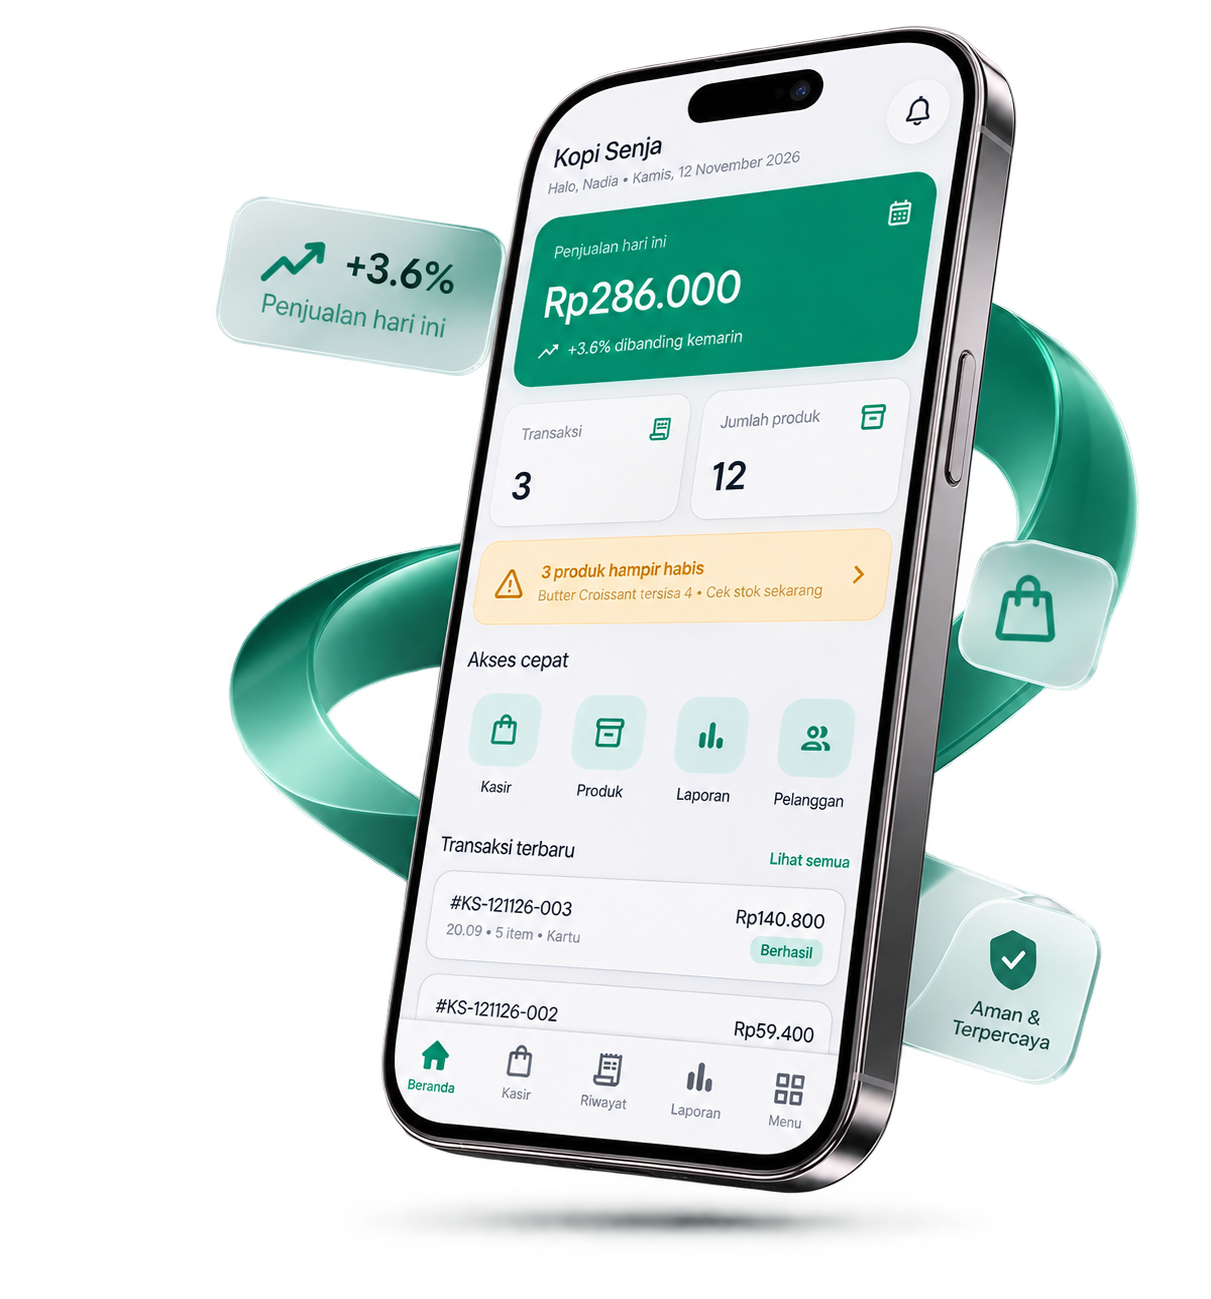 Kopi Senja
Halo, Nadia • Kamis, 12 November 2026
Penjualan hari ini
Rp286.000
+3.6% dibanding kemarin
+3.6%
Penjualan hari ini
Transaksi
3
Jumlah produk
12
3 produk hampir habis
Butter Croissant tersisa 4 • Cek stok sekarang
Akses cepat
Kasir
Produk
Laporan
Pelanggan
Transaksi terbaru
Lihat semua
#KS-121126-003
Rp140.800
20.09 • 5 item • Kartu
Berhasil
#KS-121126-002
Rp59.400
Aman &
Terpercaya
Beranda
Kasir
Riwayat
Laporan
Menu